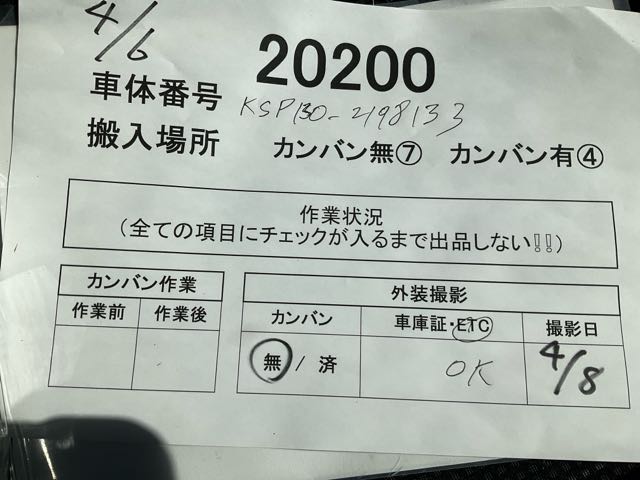 4/6
20200
車体番号 KSP130-2198133
搬入場所 カンバン無⑦ カンバン有④
作業状況
(全ての項目にチェックが入るまで出品しない!!)
カンバン作業
作業前 作業後
外装撮影
カンバン 車庫証・ETC 撮影日
無 / 済 OK 4/8